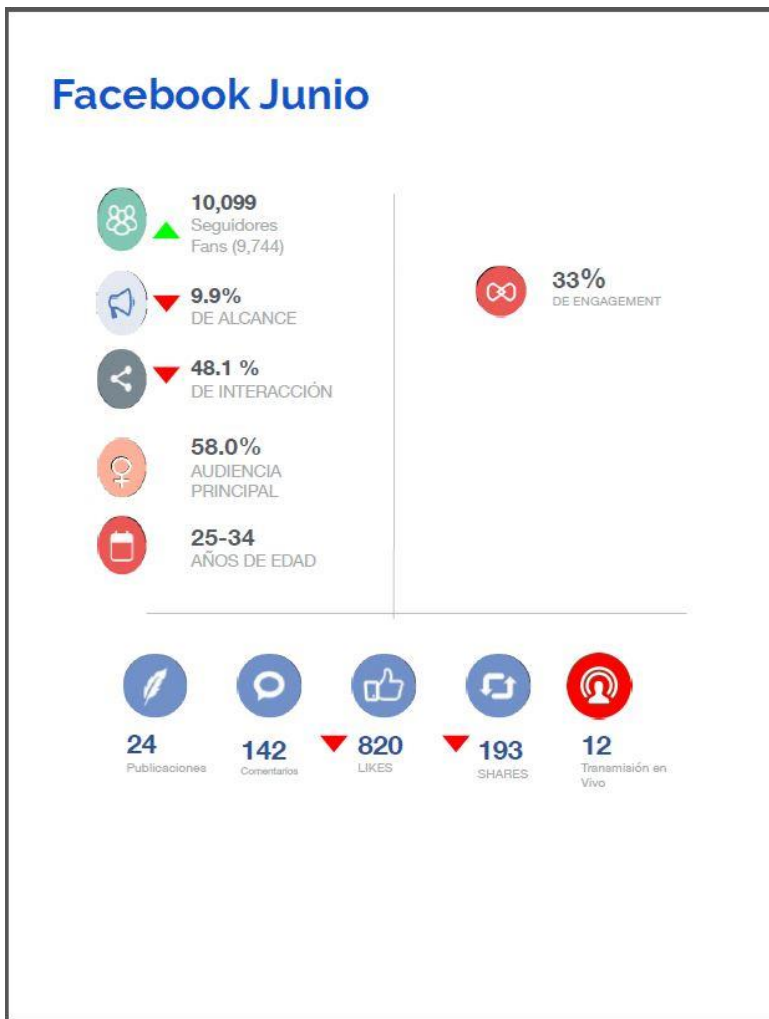 Facebook Junio
10,099
Seguidores
Fans (9,744)
9.9%
DE ALCANCE
48.1 %
DE INTERACCIÓN
58.0%
AUDIENCIA
PRINCIPAL
25-34
AÑOS DE EDAD
33%
DE ENGAGEMENT
24
Publicaciones
142
Comentarios
820
LIKES
193
SHARES
12
Transmisión en
Vivo